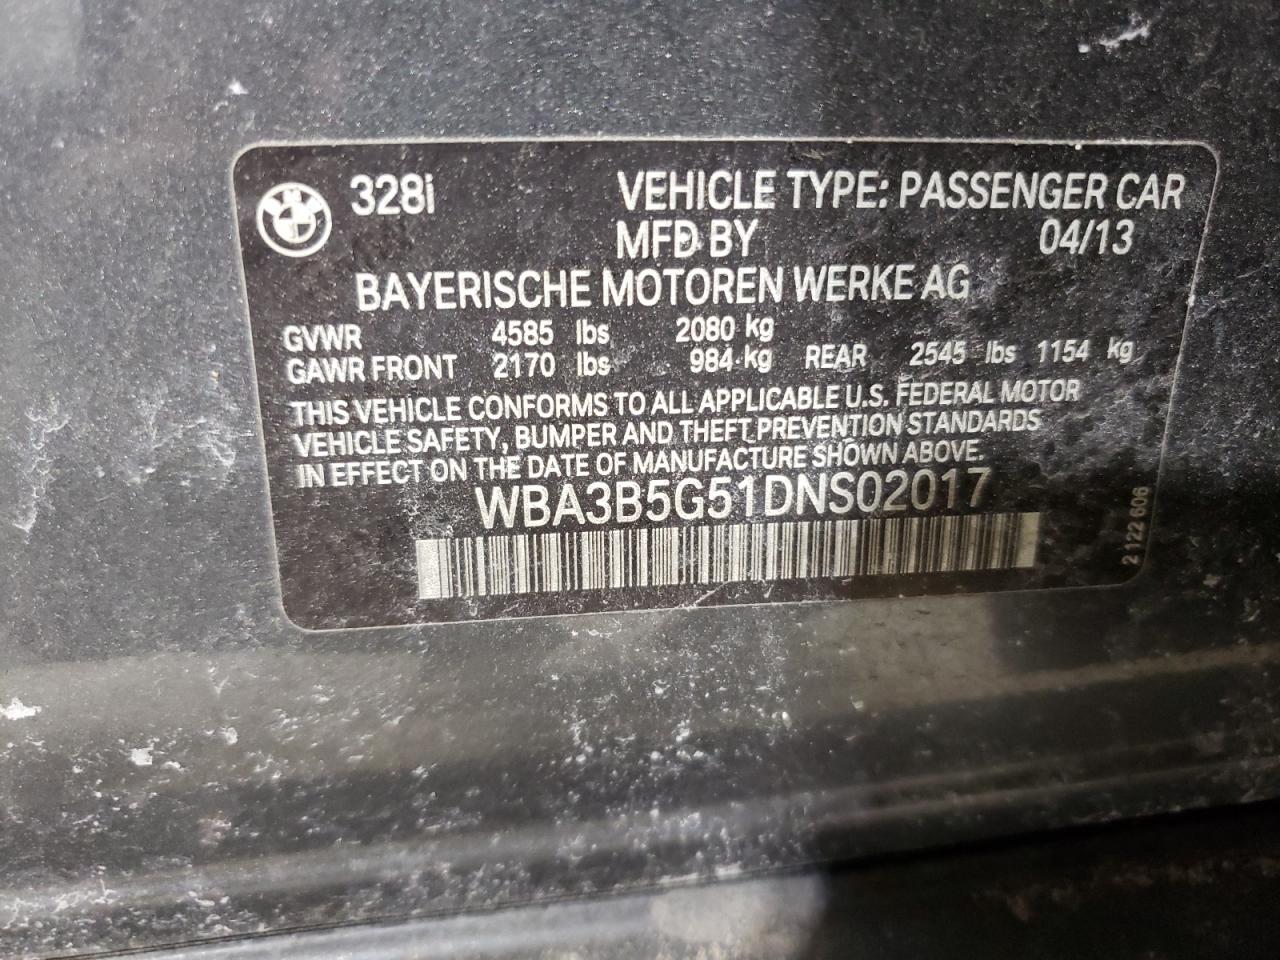 328i VEHICLE TYPE: PASSENGER CAR
MFD BY 04/13
BAYERISCHE MOTOREN WERKE AG
GVWR 4585 lbs 2080 kg
GAWR FRONT 2170 lbs 984 kg REAR 2545 lbs 1154 kg
THIS VEHICLE CONFORMS TO ALL APPLICABLE U.S. FEDERAL MOTOR
VEHICLE SAFETY, BUMPER AND THEFT PREVENTION STANDARDS
IN EFFECT ON THE DATE OF MANUFACTURE SHOWN ABOVE.
WBA3B5G51DNS02017
2122606